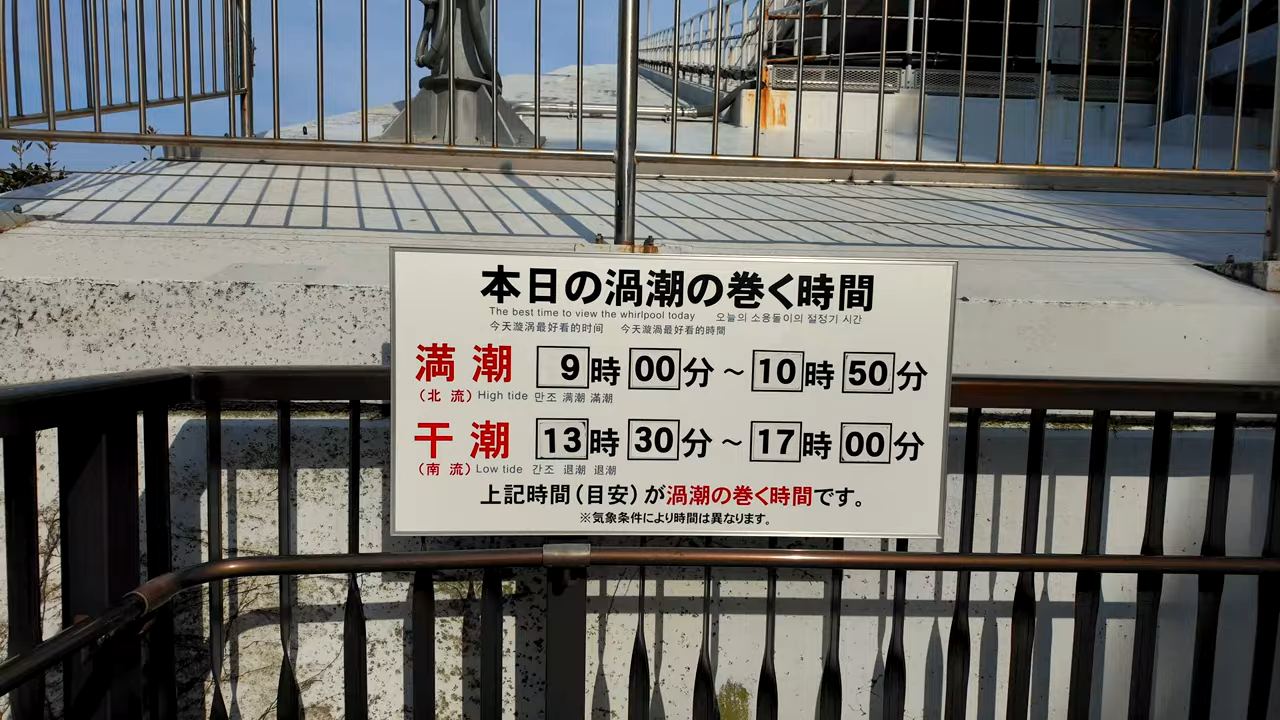 本日の渦潮の巻く時間
The best time to view the whirlpool today 오늘의 소용돌이의 절정기 시간
今天漩涡最好看的时间 今天漩渦最好看的時間
満潮 9時00分~10時50分
(北流) High tide 만조 满潮 滿潮
干潮 13時30分~17時00分
(南流) Low tide 간조 退潮 退潮
上記時間(目安)が渦潮の巻く時間です。
※気象条件により時間は異なります。